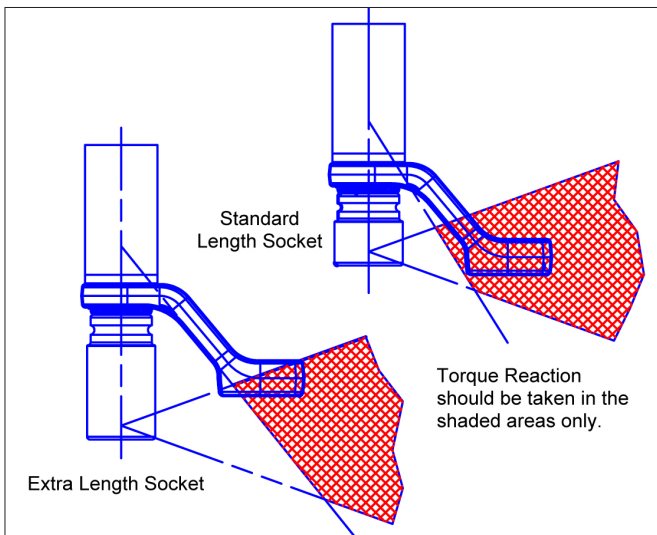 Standard
Length Socket
Torque Reaction
should be taken in the
shaded areas only.
Extra Length Socket